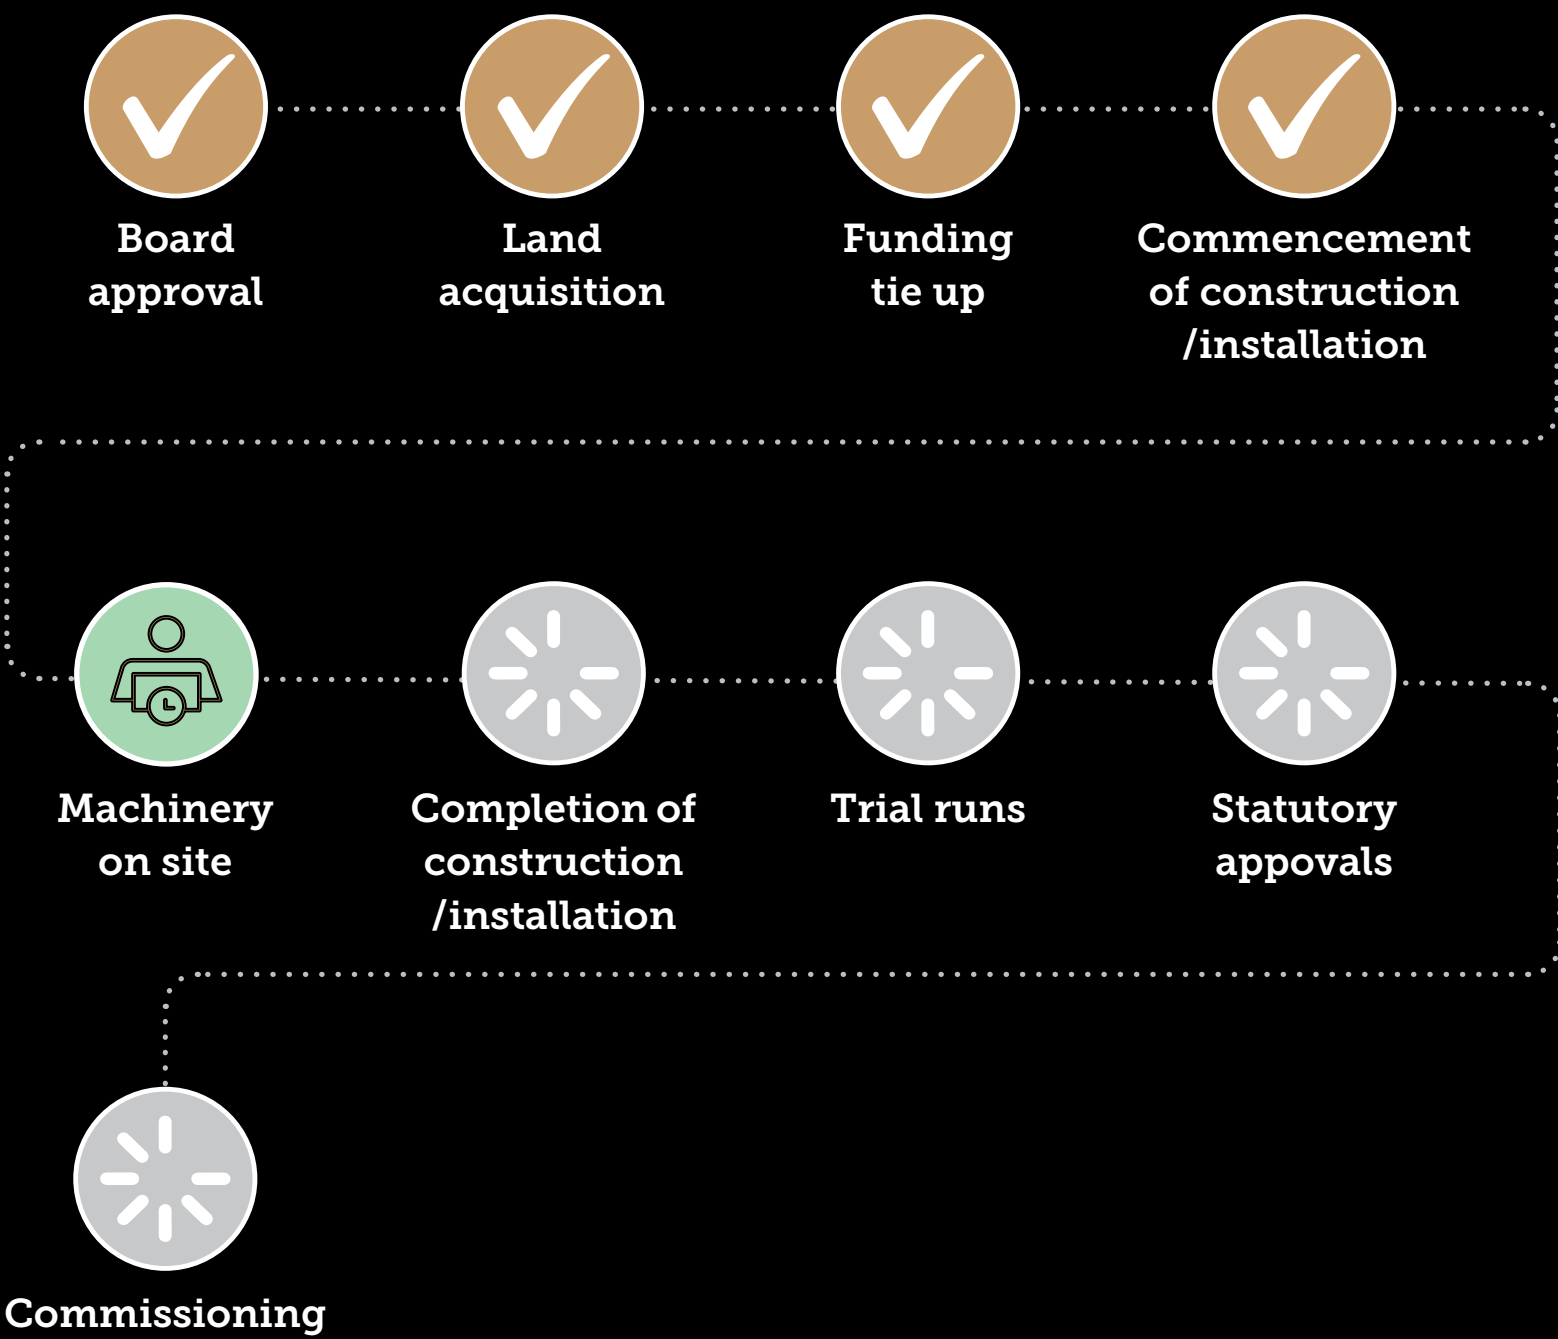 Board
approval
Land
acquisition
Funding
tie up
Commencement
of construction
/installation
Machinery
on site
Completion of
construction
/installation
Trial runs
Statutory
appovals
Commissioning